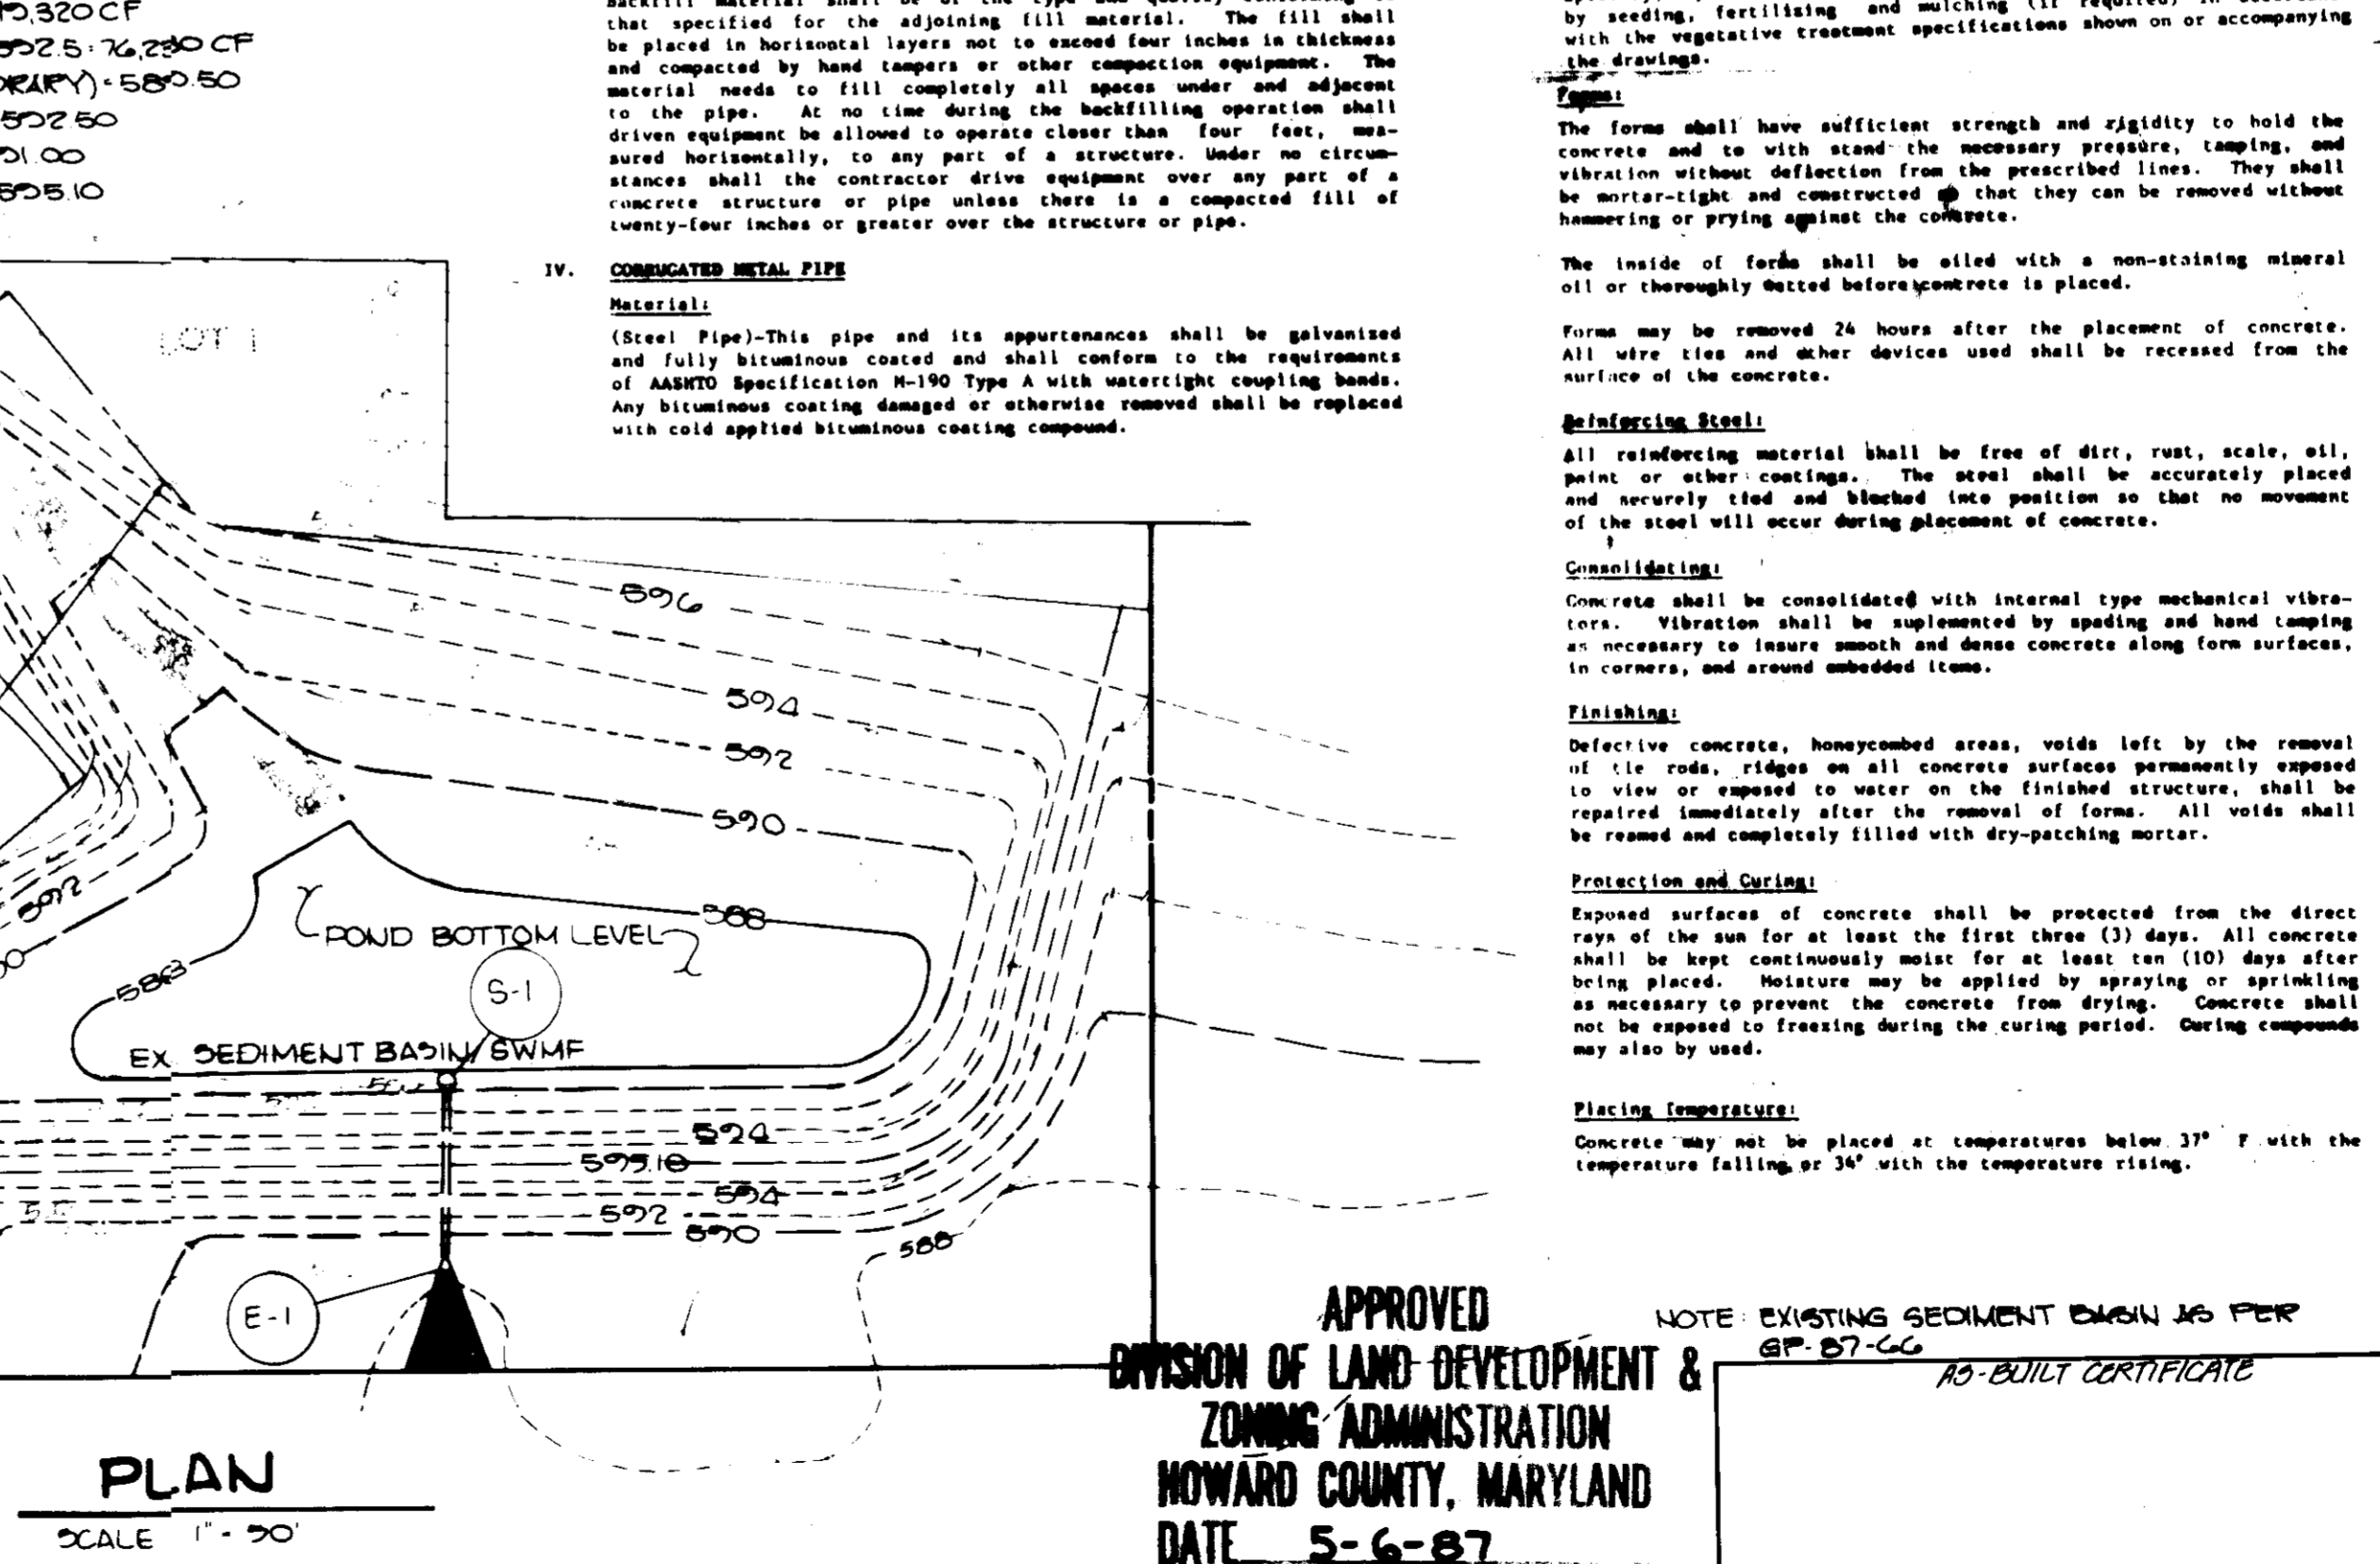 320 CF
592.5: 76,230 CF
= 580.50
592.50
.00
595.10
that specified for the adjoining fill material. The fill shall
be placed in horizontal layers not to exceed four inches in thickness
and compacted by hand tampers or other compaction equipment. The
material needs to fill completely all spaces under and adjacent
to the pipe. At no time during the backfilling operation shall
driven equipment be allowed to operate closer than four feet, mea-
sured horizontally, to any part of a structure. Under no circum-
stances shall the contractor drive equipment over any part of a
concrete structure or pipe unless there is a compacted fill of
twenty-four inches or greater over the structure or pipe.
IV. CORRUGATED METAL PIPE
Material:
(Steel Pipe)-This pipe and its appurtenances shall be galvanized
and fully bituminous coated and shall conform to the requirements
of AASHTO Specification M-190 Type A with watertight coupling bands.
Any bituminous coating damaged or otherwise removed shall be replaced
with cold applied bituminous coating compound.
by seeding, fertilizing and mulching (if required)
with the vegetative treatment specifications shown on or accompanying
the drawings.
Forms:
The forms shall have sufficient strength and rigidity to hold the
concrete and to with stand the necessary pressure, tamping, and
vibration without deflection from the prescribed lines. They shall
be mortar-tight and constructed so that they can be removed without
hammering or prying against the concrete.
The inside of forms shall be oiled with a non-staining mineral
oil or thoroughly wetted before concrete is placed.
Forms may be removed 24 hours after the placement of concrete.
All wire ties and other devices used shall be recessed from the
surface of the concrete.
Reinforcing Steel:
All reinforcing material shall be free of dirt, rust, scale, oil,
paint or other coatings. The steel shall be accurately placed
and securely tied and blocked into position so that no movement
of the steel will occur during placement of concrete.
Consolidating:
Concrete shall be consolidated with internal type mechanical vibra-
tors. Vibration shall be suplemented by spading and hand tamping
as necessary to insure smooth and dense concrete along form surfaces,
in corners, and around embedded items.
Finishing:
Defective concrete, honeycombed areas, voids left by the removal
of tie rods, ridges on all concrete surfaces permanently exposed
to view or exposed to water on the finished structure, shall be
repaired immediately after the removal of forms. All voids shall
be reamed and completely filled with dry-patching mortar.
Protection and Curing:
Exposed surfaces of concrete shall be protected from the direct
rays of the sun for at least the first three (3) days. All concrete
shall be kept continuously moist for at least ten (10) days after
being placed. Moisture may be applied by spraying or sprinkling
as necessary to prevent the concrete from drying. Concrete shall
not be exposed to freezing during the curing period. Curing compounds
may also by used.
Placing Temperature:
Concrete may not be placed at temperatures below 37° F with the
temperature falling or 34° with the temperature rising.
LOT 1
596
594
592
590
592
588
POND BOTTOM LEVEL
588
S-1
EX. SEDIMENT BASIN/SWMF
594
595.10
594
592
590
588
E-1
PLAN
SCALE 1" - 50'
APPROVED
DIVISION OF LAND DEVELOPMENT &
ZONING ADMINISTRATION
HOWARD COUNTY, MARYLAND
DATE 5-6-87
NOTE: EXISTING SEDIMENT BASIN AS PER
GP-87-66
AS-BUILT CERTIFICATE